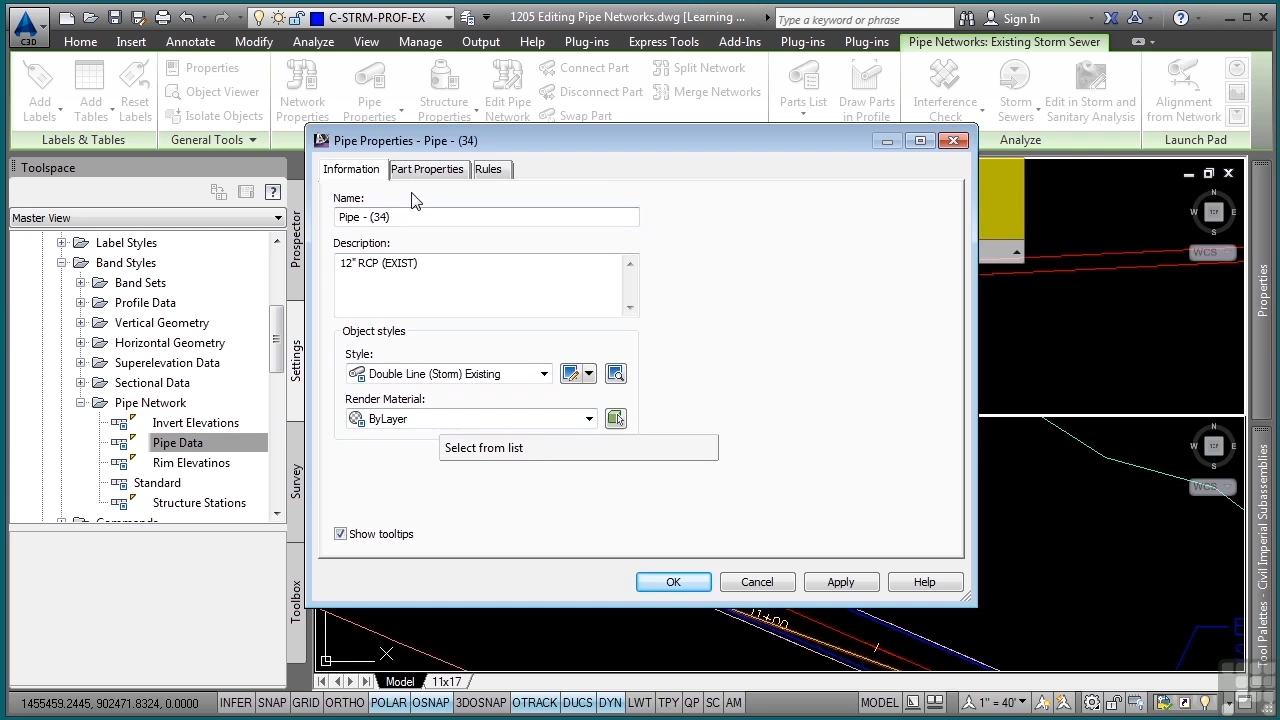 C-STRM-PROF-EX
1205 Editing Pipe Networks.dwg [Learning ...
Type a keyword or phrase
Sign In
C3D
Home Insert Annotate Modify Analyze View Manage Output Help Plug-ins Express Tools Add-Ins Plug-ins Plug-ins Pipe Networks: Existing Storm Sewer
Properties Connect Part Split Network
Object Viewer Disconnect Part Merge Networks
Add Labels Add Tables Reset Labels Isolate Objects Network Properties Pipe Properties Structure Properties Edit Pipe Network Swap Part Parts List Draw Parts in Profile Interference Check Storm Sewers Edit in Storm and Sanitary Analysis Alignment from Network
Labels & Tables General Tools Analyze Launch Pad
Pipe Properties - Pipe - (34)
Toolspace
Information Part Properties Rules
Master View
Name:
Pipe - (34)
Description:
12" RCP (EXIST)
Object styles
Style:
Double Line (Storm) Existing
Render Material:
ByLayer
Select from list
Show tooltips
OK Cancel Apply Help
Label Styles
Band Styles
Band Sets
Profile Data
Vertical Geometry
Horizontal Geometry
Superelevation Data
Sectional Data
Pipe Network
Invert Elevations
Pipe Data
Rim Elevatinos
Standard
Structure Stations
Prospector
Settings
Survey
Toolbox
N
W TOP E
S
WCS
N
W TOP E
S
WCS
Properties
Tool Palettes - Civil Imperial Subassemblies
11+00
X
Model 11x17
1455459.2445, 902471.8324, 0.0000 INFER SNAP GRID ORTHO POLAR OSNAP 3DOSNAP OTRACK DUCS DYN LWT TPY QP SC AM MODEL 1" = 40'